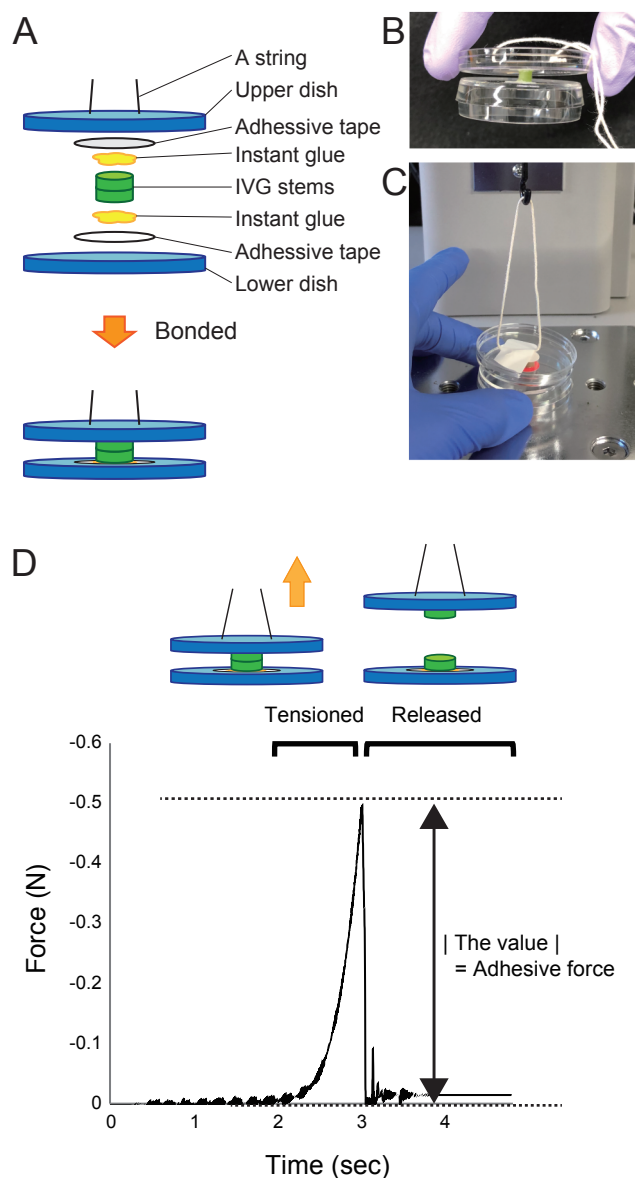 A
A string
Upper dish
Adhessive tape
Instant glue
IVG stems
Instant glue
Adhessive tape
Lower dish
Bonded
B
C
D
Tensioned
Released
-0.6
-0.5
-0.4
-0.3
-0.2
-0.1
0
Force (N)
| The value |
= Adhesive force
0
1
2
3
4
Time (sec)